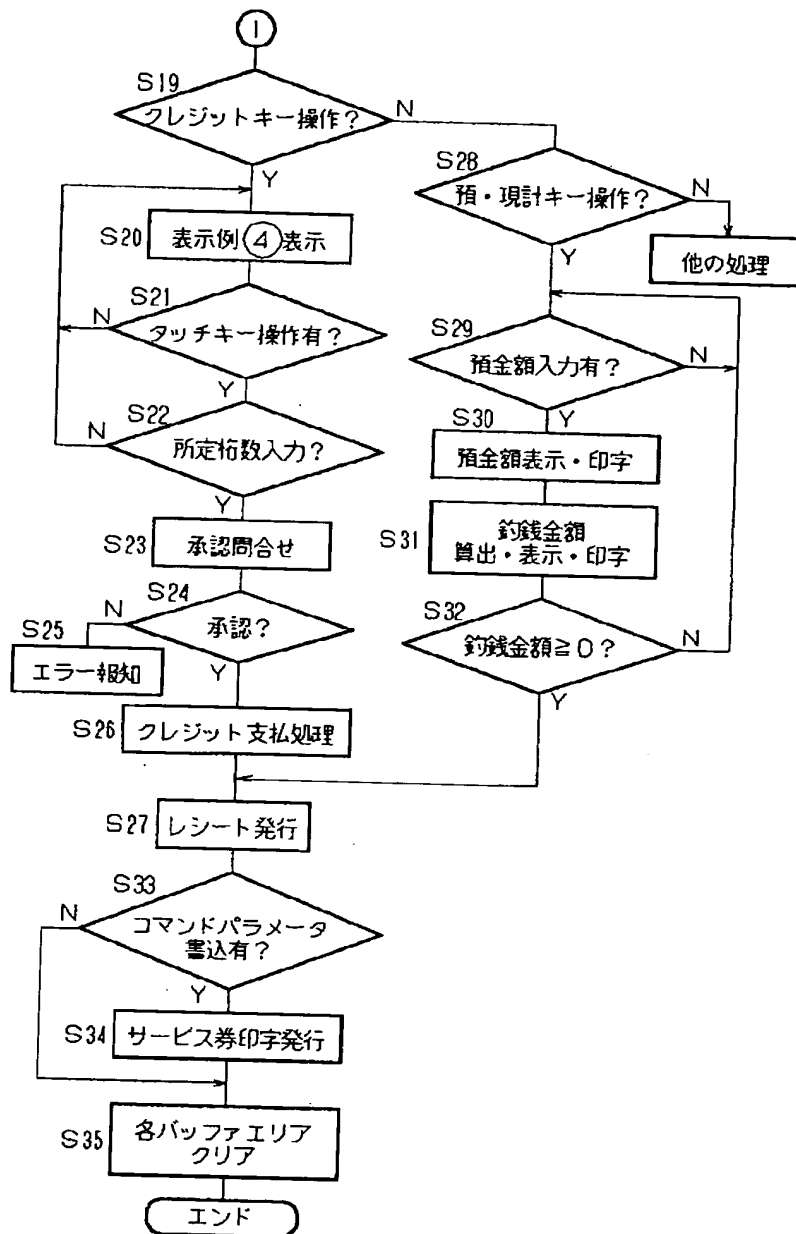 1
S19
クレジットキー操作?
N
Y
S28
預・現計キー操作?
N
Y
他の処理
S20
表示例④表示
S21
タッチキー操作有?
N
Y
S29
預金額入力有?
N
Y
S22
所定桁数入力?
N
Y
S30
預金額表示・印字
S23
承認問合せ
S31
釣銭金額
算出・表示・印字
S24
承認?
N
Y
S25
エラー報知
S32
釣銭金額≧0?
N
Y
S26
クレジット支払処理
S27
レシート発行
S33
コマンドパラメータ
書込有?
N
Y
S34
サービス券印字発行
S35
各バッファエリア
クリア
エンド